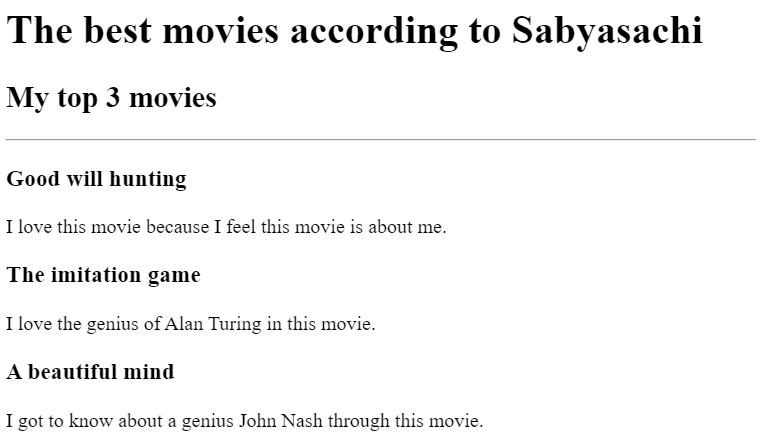 The best movies according to Sabyasachi
My top 3 movies
Good will hunting
I love this movie because I feel this movie is about me.
The imitation game
I love the genius of Alan Turing in this movie.
A beautiful mind
I got to know about a genius John Nash through this movie.